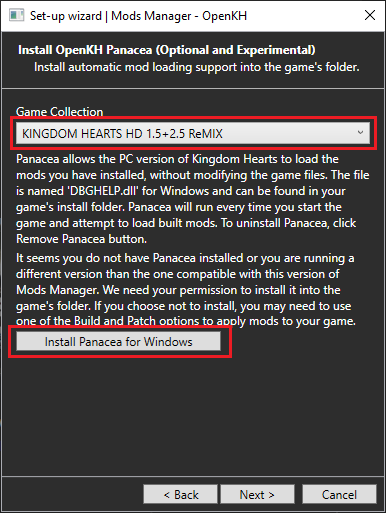 Set-up wizard | Mods Manager - OpenKH
Install OpenKH Panacea (Optional and Experimental)
Install automatic mod loading support into the game's folder.
Game Collection
KINGDOM HEARTS HD 1.5+2.5 ReMIX
Panacea allows the PC version of Kingdom Hearts to load the
mods you have installed, without modifying the game files. The file
is named 'DBGHELP.dll' for Windows and can be found in your
game's install folder. Panacea will run every time you start the
game and attempt to load built mods. To uninstall Panacea, click
Remove Panacea button.
It seems you do not have Panacea installed or you are running a
different version than the one compatible with this version of
Mods Manager. We need your permission to install it into the
game's folder. If you choose not to install, you may need to use
one of the Build and Patch options to apply mods to your game.
Install Panacea for Windows
< Back
Next >
Cancel